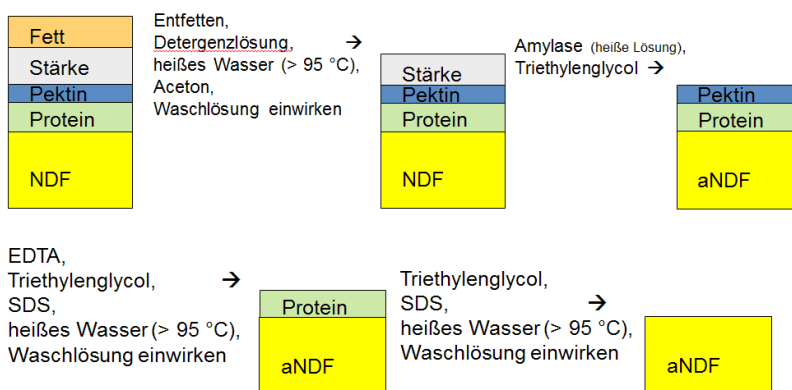 Fett
Stärke
Pektin
Protein
NDF
Entfetten,
Detergenzlösung, →
heißes Wasser (> 95 °C),
Aceton,
Waschlösung einwirken
Stärke
Pektin
Protein
NDF
Amylase (heiße Lösung),
Triethylenglycol →
Pektin
Protein
aNDF
EDTA,
Triethylenglycol, →
SDS,
heißes Wasser (> 95 °C),
Waschlösung einwirken
Protein
aNDF
Triethylenglycol,
SDS, →
heißes Wasser (> 95 °C),
Waschlösung einwirken
aNDF